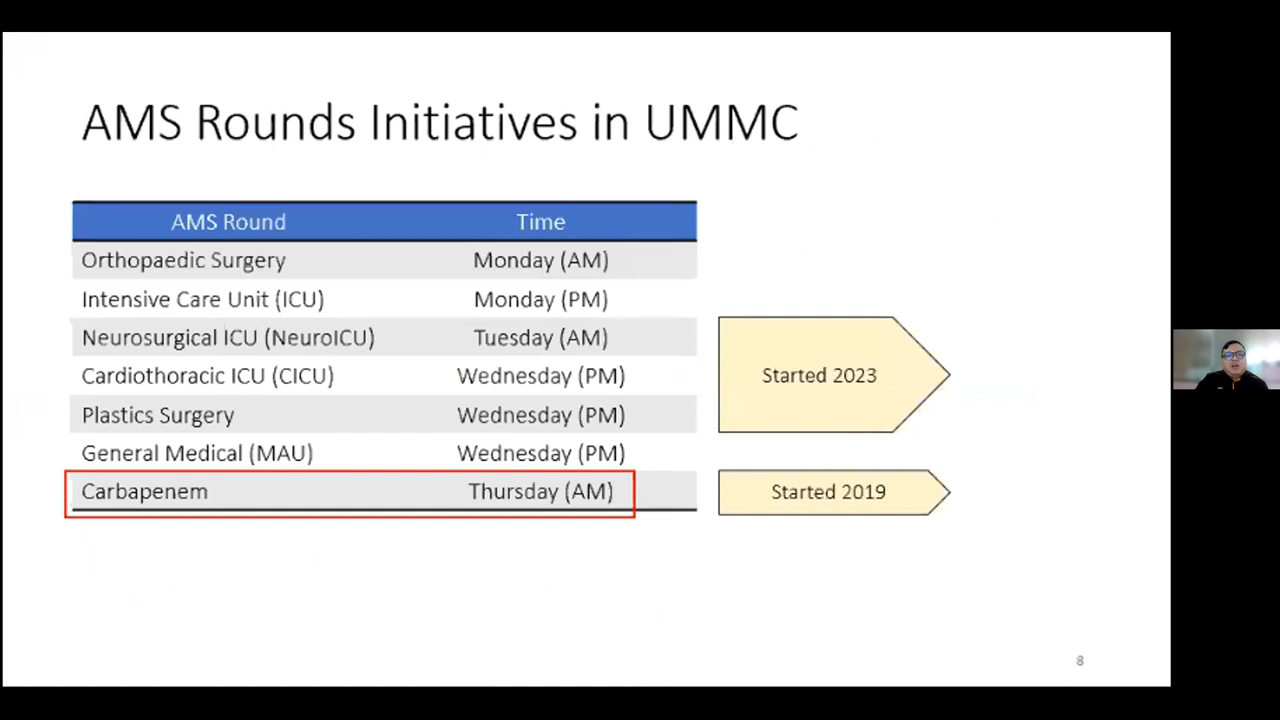 AMS Rounds Initiatives in UMMC
AMS Round Time
Orthopaedic Surgery Monday (AM)
Intensive Care Unit (ICU) Monday (PM)
Neurosurgical ICU (NeuroICU) Tuesday (AM)
Cardiothoracic ICU (CICU) Wednesday (PM)
Started 2023
Plastics Surgery Wednesday (PM)
General Medical (MAU) Wednesday (PM)
Carbapenem Thursday (AM)
Started 2019
8